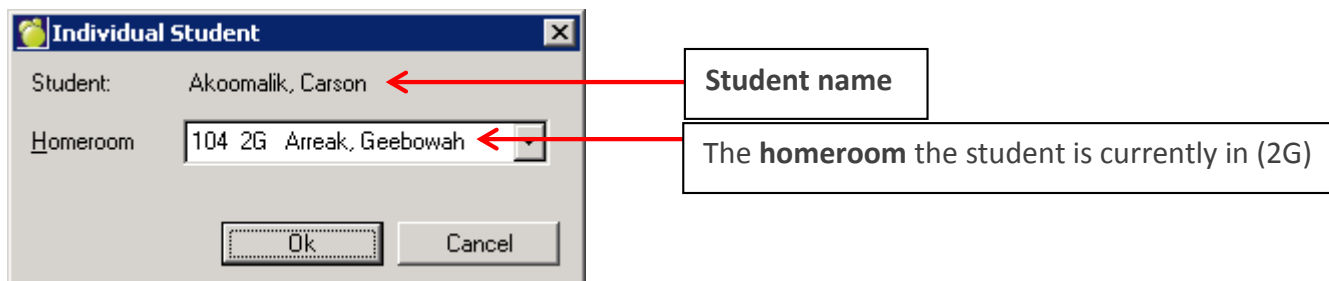 Individual Student
Student: Akoomalik, Carson
Student name
Homeroom 104 2G Arreak, Geebowah
The homeroom the student is currently in (2G)
Ok Cancel